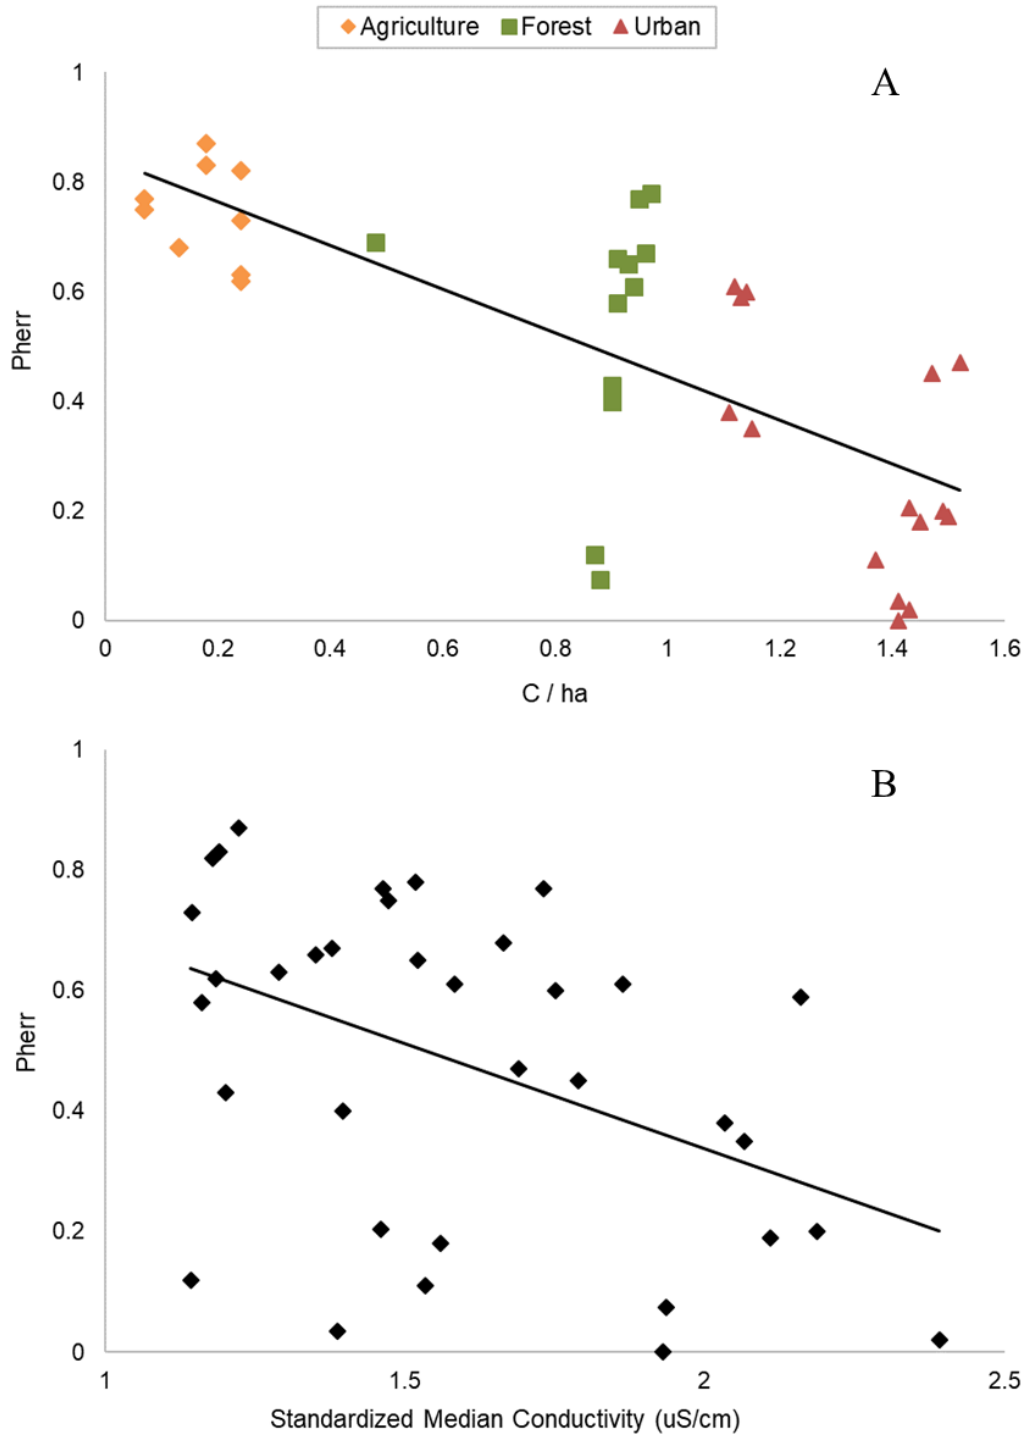 Agriculture Forest Urban
A
1
0.8
0.6
0.4
0.2
0
Pherr
0 0.2 0.4 0.6 0.8 1 1.2 1.4 1.6
C / ha
B
1
0.8
0.6
0.4
0.2
0
Pherr
1 1.5 2 2.5
Standardized Median Conductivity (uS/cm)